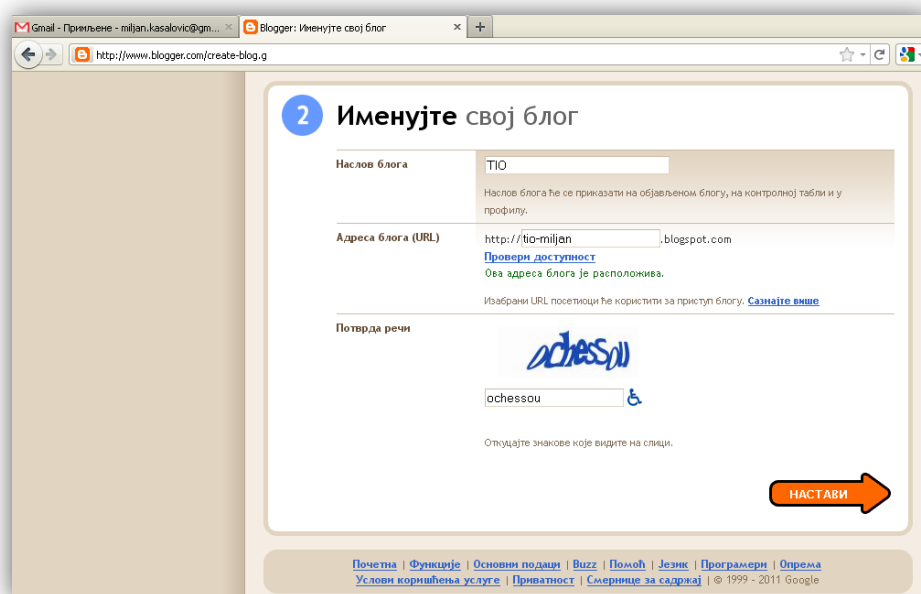 Gmail - Примљене - miljan.kasalovic@gm...
Blogger: Именујте свој блог
http://www.blogger.com/create-blog.g
2 Именујте свој блог
Наслов блога TIO
Наслов блога ће се приказати на објављеном блогу, на контролној табли и у
профилу.
Адреса блога (URL) http://tio-miljan.blogspot.com
Провери доступност
Ова адреса блога је расположива.
Изабрани URL посетиоци ће користити за приступ блогу. Сазнајте више
Потврда речи
ochessou
ochessou
Откуцајте знакове које видите на слици.
НАСТАВИ
Почетна | Функције | Основни подаци | Buzz | Помоћ | Језик | Програмери | Опрема
Услови коришћења услуге | Приватност | Смернице за садржај | © 1999 - 2011 Google